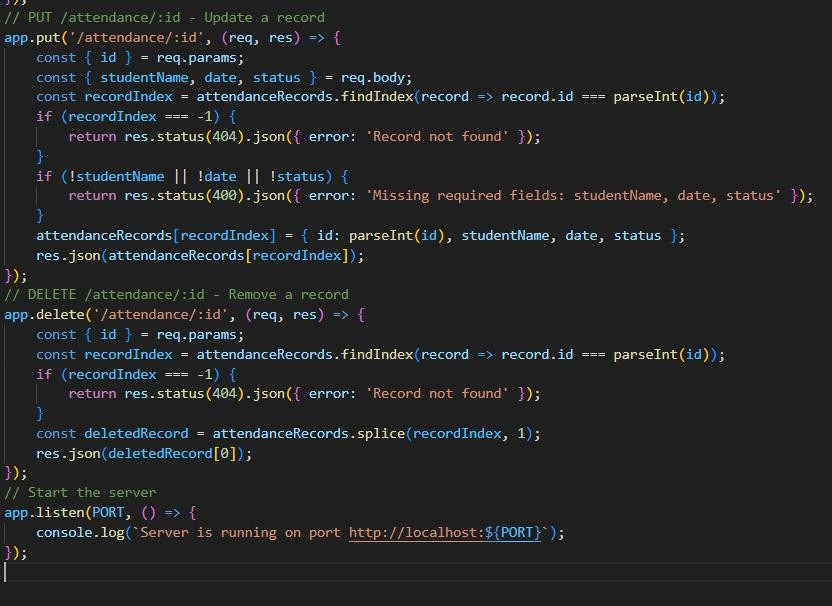 });
// PUT /attendance/:id - Update a record
app.put('/attendance/:id', (req, res) => {
    const { id } = req.params;
    const { studentName, date, status } = req.body;
    const recordIndex = attendanceRecords.findIndex(record => record.id === parseInt(id));
    if (recordIndex === -1) {
        return res.status(404).json({ error: 'Record not found' });
    }
    if (!studentName || !date || !status) {
        return res.status(400).json({ error: 'Missing required fields: studentName, date, status' });
    }
    attendanceRecords[recordIndex] = { id: parseInt(id), studentName, date, status };
    res.json(attendanceRecords[recordIndex]);
});
// DELETE /attendance/:id - Remove a record
app.delete('/attendance/:id', (req, res) => {
    const { id } = req.params;
    const recordIndex = attendanceRecords.findIndex(record => record.id === parseInt(id));
    if (recordIndex === -1) {
        return res.status(404).json({ error: 'Record not found' });
    }
    const deletedRecord = attendanceRecords.splice(recordIndex, 1);
    res.json(deletedRecord[0]);
});
// Start the server
app.listen(PORT, () => {
    console.log(`Server is running on port http://localhost:${PORT}`);
});